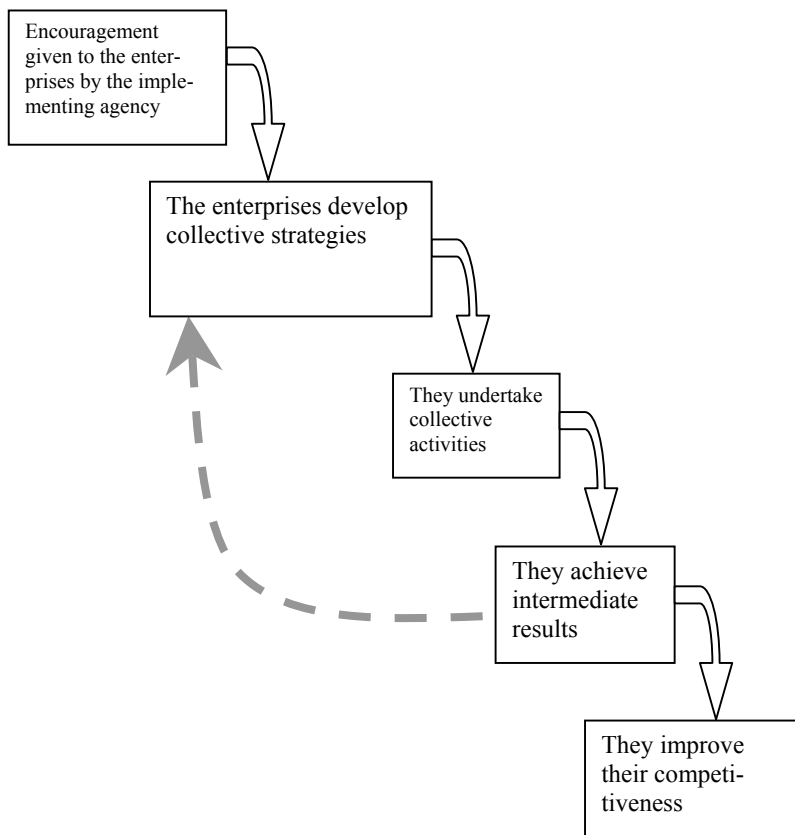 Encouragement
given to the enter-
prises by the imple-
menting agency
The enterprises develop
collective strategies
They undertake
collective
activities
They achieve
intermediate
results
They improve
their competi-
tiveness